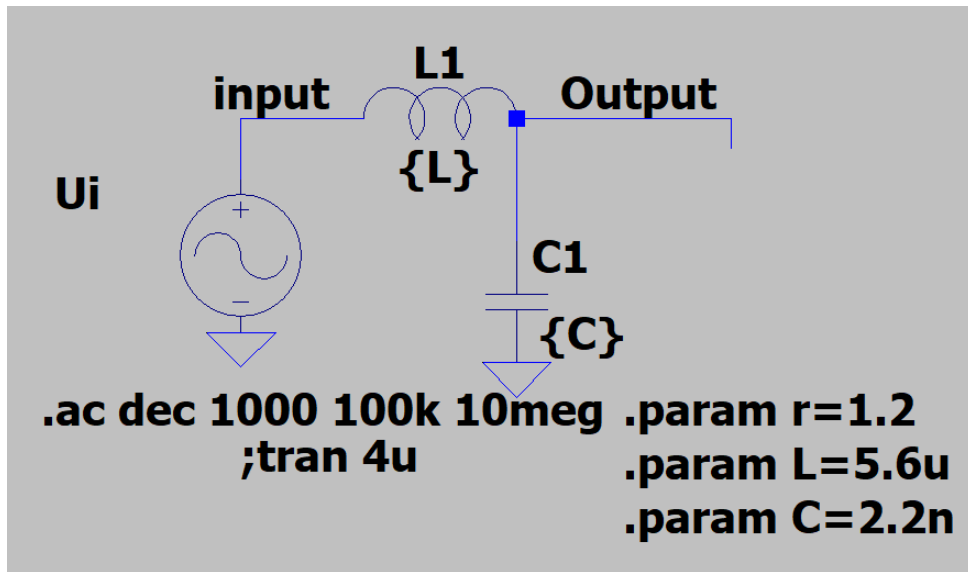 L1
input
Output
{L}
Ui
C1
{C}
.ac dec 1000 100k 10meg
;tran 4u
.param r=1.2
.param L=5.6u
.param C=2.2n